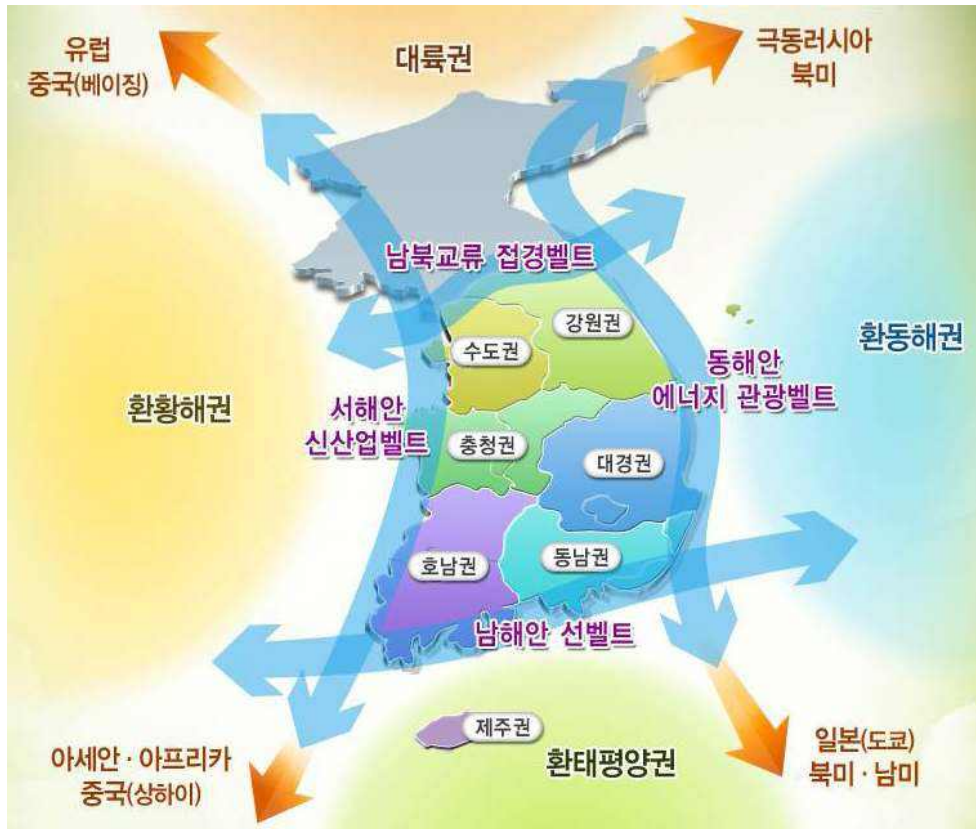 유럽
중국(베이징)
대륙권
극동러시아
북미
남북교류 접경벨트
강원권
수도권
환동해권
동해안
에너지 관광벨트
환황해권
서해안
신산업벨트
충청권
대경권
호남권
동남권
남해안 선벨트
제주권
환태평양권
아세안 · 아프리카
중국(상하이)
일본(도쿄)
북미 · 남미